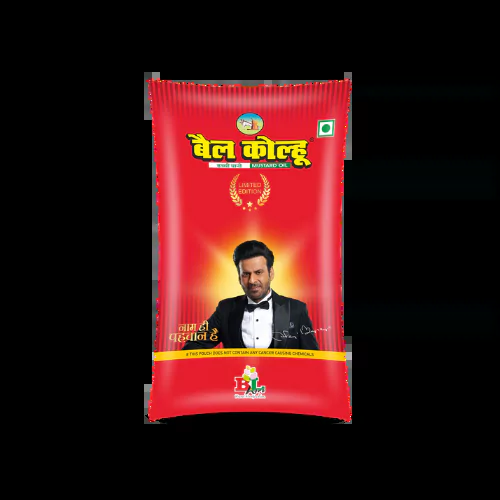 बैल कोल्हू
कच्ची घानी MUSTARD OIL
LIMITED
EDITION
नाम ही
पहचान है
THIS POUCH DOES NOT CONTAIN ANY CANCER CAUSING CHEMICALS
BL